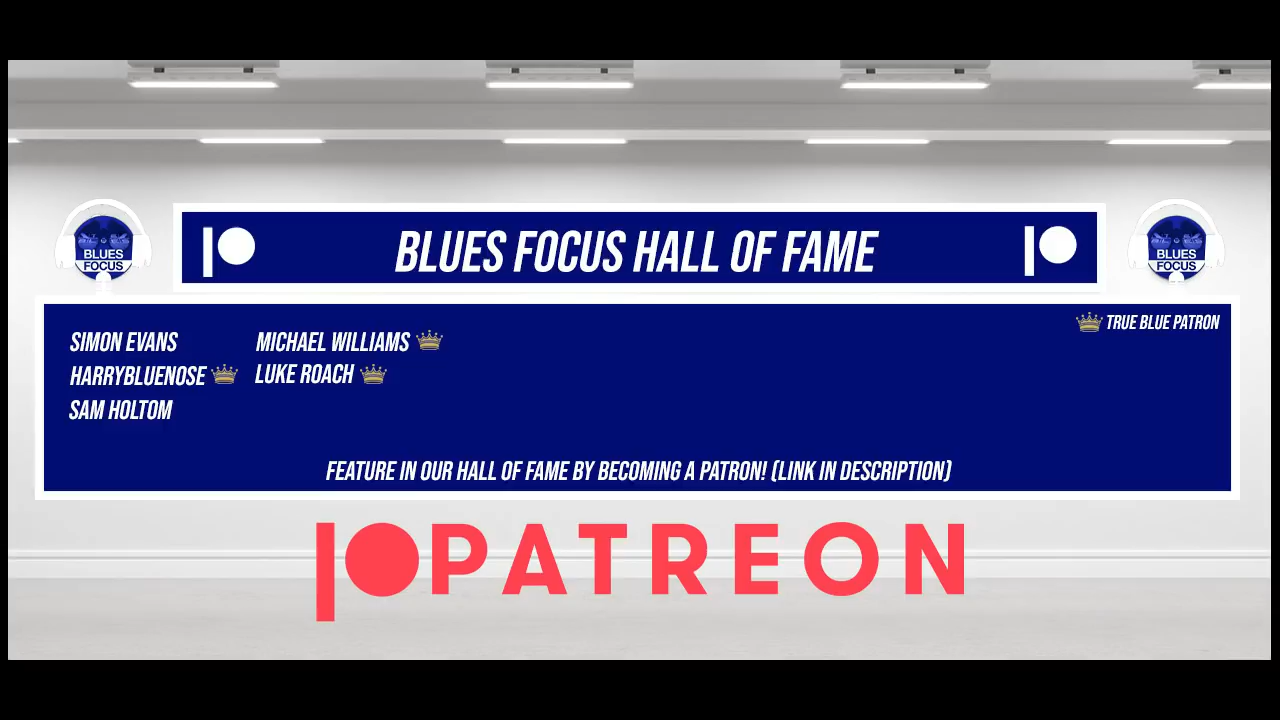 BLUES FOCUS HALL OF FAME
BLUES
FOCUS
BLUES
FOCUS
TRUE BLUE PATRON
SIMON EVANS
HARRYBLUENOSE
SAM HOLTOM
MICHAEL WILLIAMS
LUKE ROACH
FEATURE IN OUR HALL OF FAME BY BECOMING A PATRON! (LINK IN DESCRIPTION)
PATREON